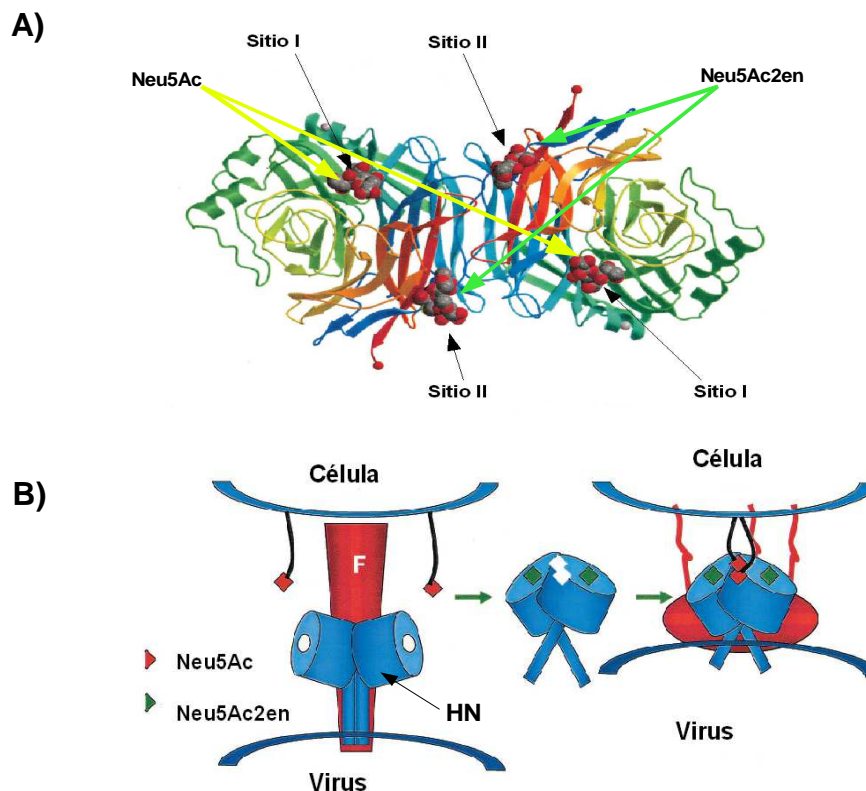 A)
Sitio I
Sitio II
Neu5Ac
Neu5Ac2en
Sitio II
Sitio I
B)
Célula
Célula
F
Neu5Ac
Neu5Ac2en
HN
Virus
Virus